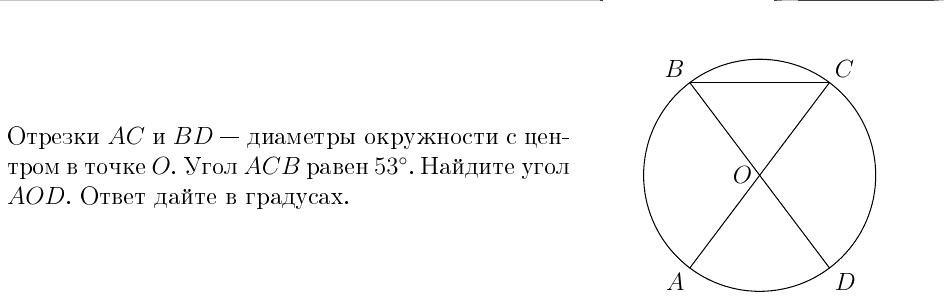 B
C
Отрезки AC и BD — диаметры окружности с цен-
тром в точке O. Угол ACB равен 53°. Найдите угол
O
AOD. Ответ дайте в градусах.
A
D